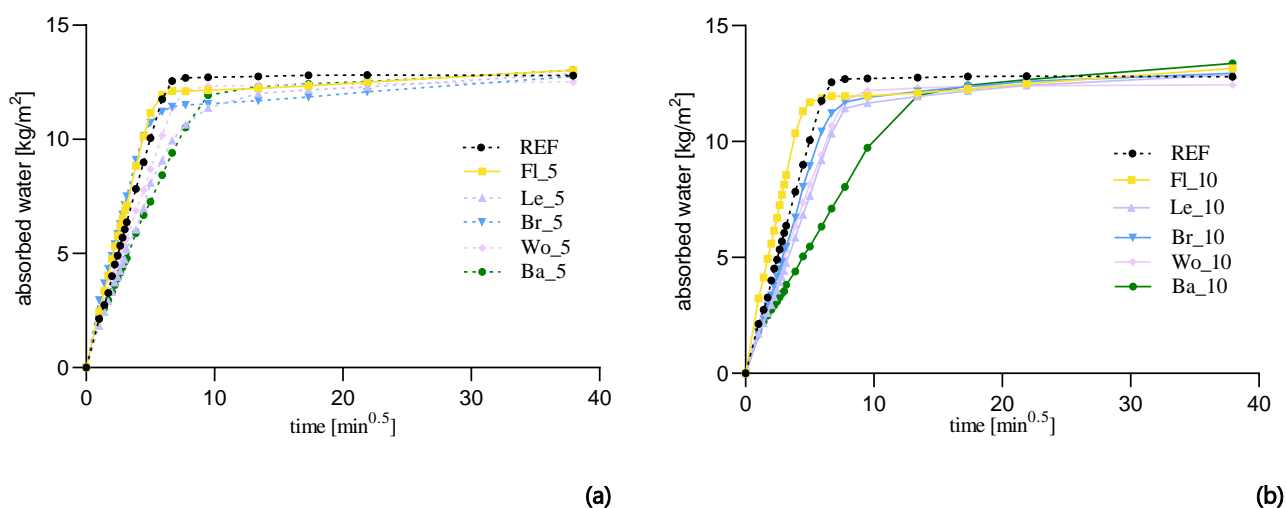 15
10
5
0
absorbed water [kg/m²]
REF
Fl_5
Le_5
Br_5
Wo_5
Ba_5
0 10 20 30 40
time [min⁰·⁵]
(a)
15
10
5
0
absorbed water [kg/m²]
REF
Fl_10
Le_10
Br_10
Wo_10
Ba_10
0 10 20 30 40
time [min⁰·⁵]
(b)